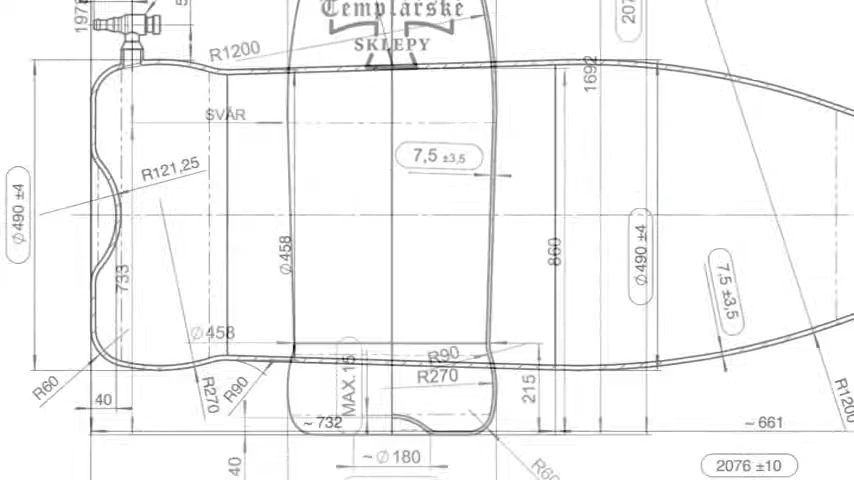 Templářské
SKLEPY
R1200
1692
SVÁR
7,5 ±3,5
R121,25
Ø490 ±4
Ø458
733
860
Ø490 ±4
7,5 ±3,5
Ø458
R90
R270
R60
40
R270
R90
MAX.15
215
~ 732
~ 661
R1200
40
~ Ø180
R60
2076 ±10